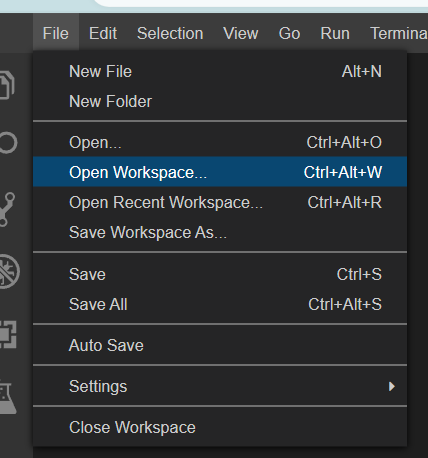 File Edit Selection View Go Run Termina
New File Alt+N
New Folder
Open... Ctrl+Alt+O
Open Workspace... Ctrl+Alt+W
Open Recent Workspace... Ctrl+Alt+R
Save Workspace As...
Save Ctrl+S
Save All Ctrl+Alt+S
Auto Save
Settings
Close Workspace